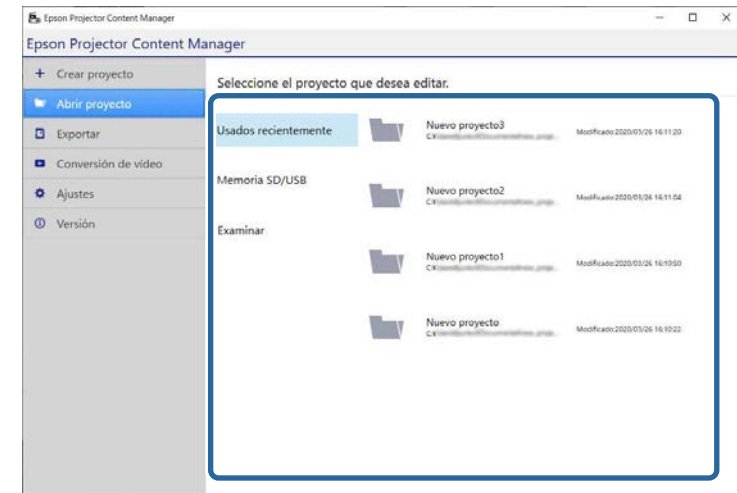 Epson Projector Content Manager
Epson Projector Content Manager
+ Crear proyecto
Abrir proyecto
Exportar
Conversión de vídeo
Ajustes
Versión
Seleccione el proyecto que desea editar.
Usados recientemente
Memoria SD/USB
Examinar
Nuevo proyecto3
Modificado:2020/03/26 16:11:20
Nuevo proyecto2
Modificado:2020/03/26 16:11:04
Nuevo proyecto1
Modificado:2020/03/26 16:10:50
Nuevo proyecto
Modificado:2020/03/26 16:10:22